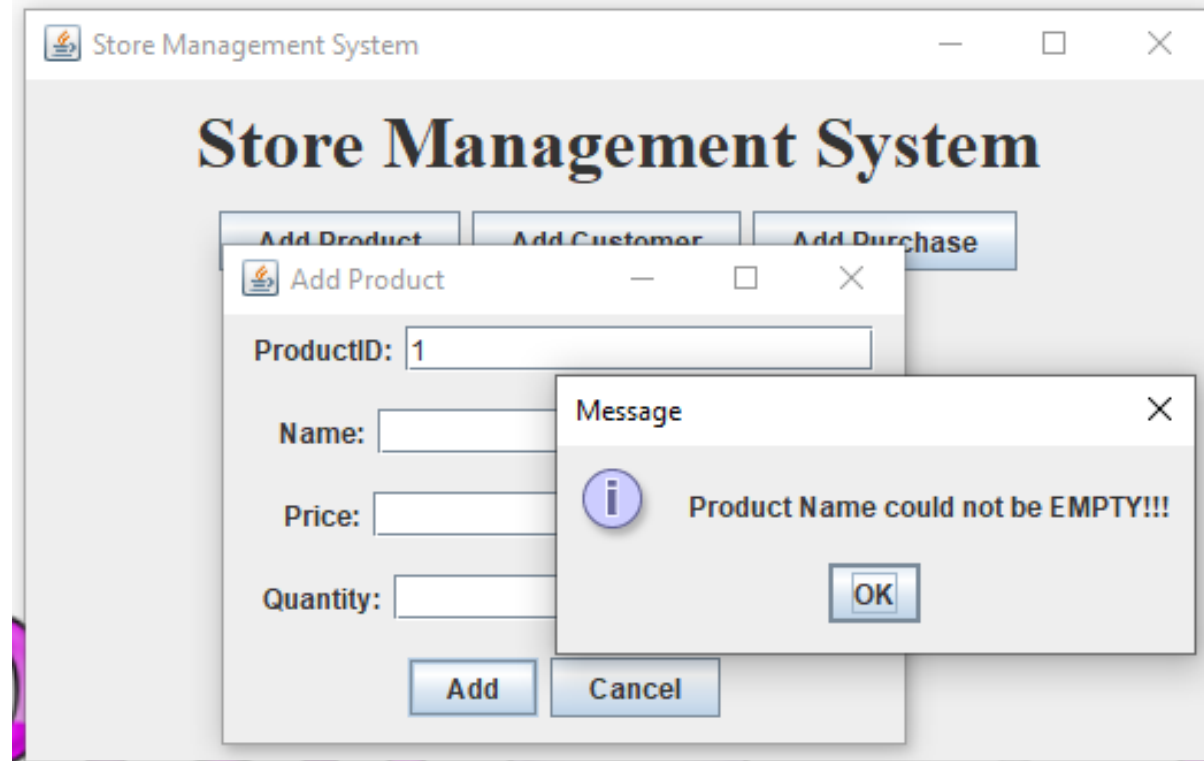 Store Management System
Store Management System
Add Product Add Customer Add Purchase
Add Product
ProductID: 1
Name:
Message
Product Name could not be EMPTY!!!
Price:
OK
Quantity:
Add Cancel